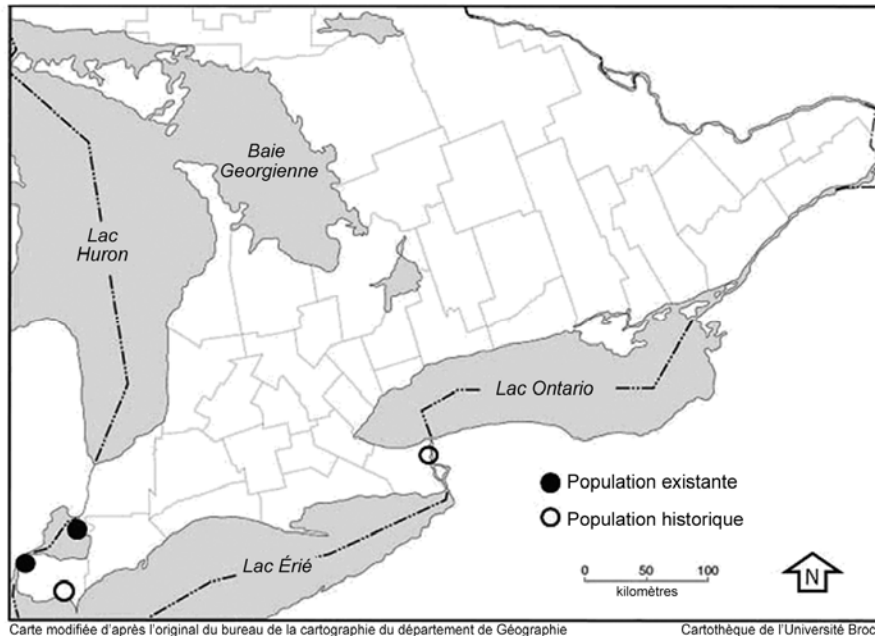 Baie
Georgienne
Lac
Huron
Lac Ontario
Population existante
Population historique
Lac Érié
0 50 100
kilomètres
N
Carte modifiée d'après l'original du bureau de la cartographie du département de Géographie
Cartothèque de l'Université Broc